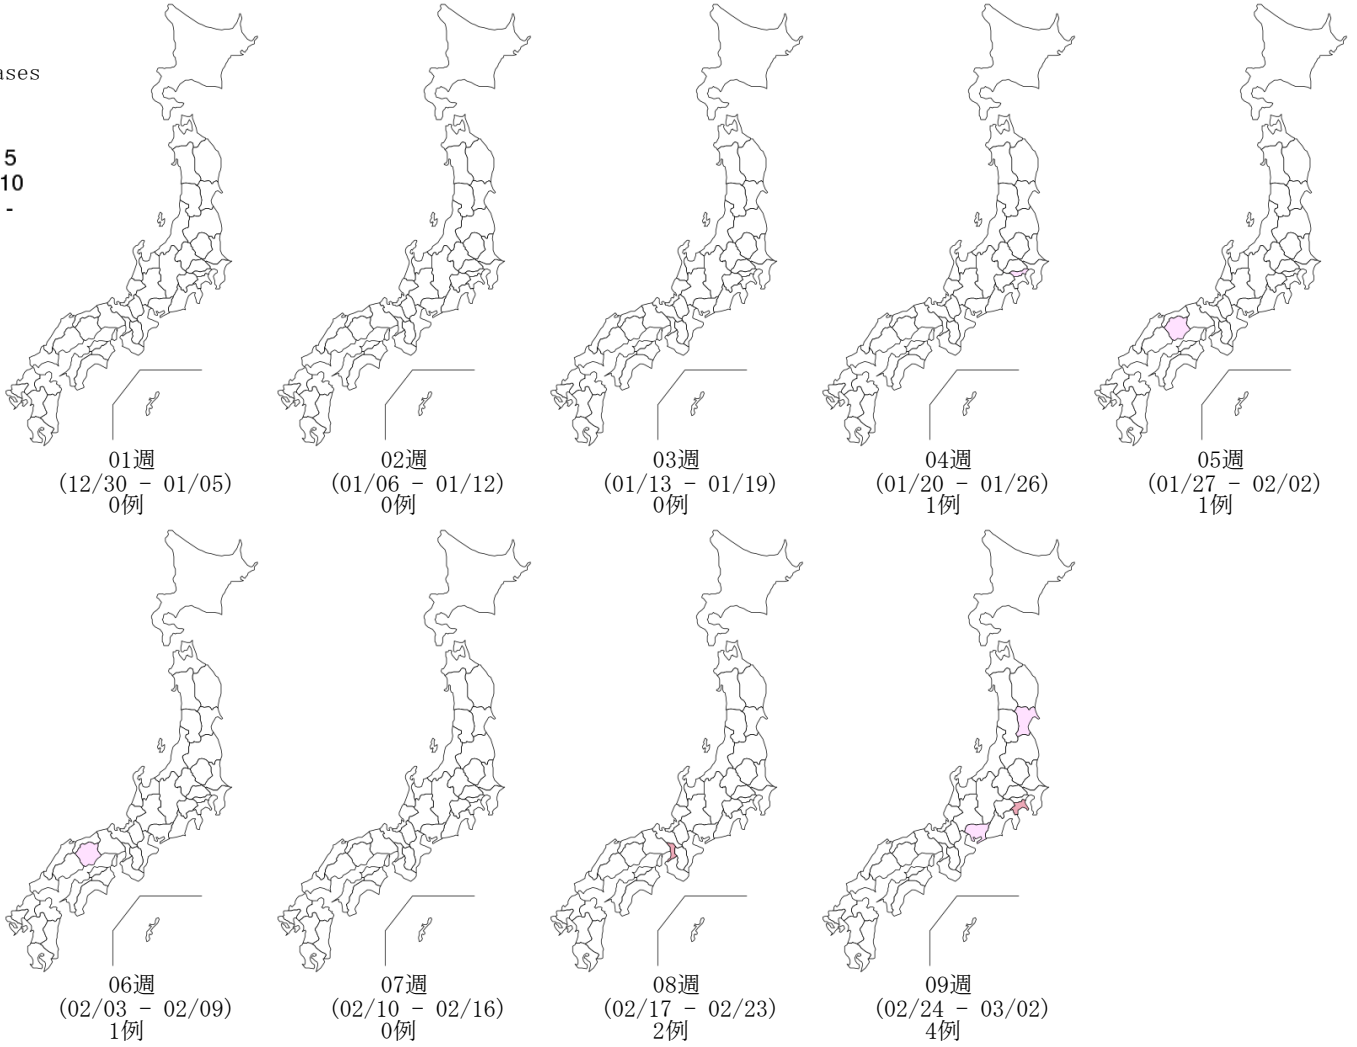 ases
5
10
-
01週
(12/30 - 01/05)
0例
02週
(01/06 - 01/12)
0例
03週
(01/13 - 01/19)
0例
04週
(01/20 - 01/26)
1例
05週
(01/27 - 02/02)
1例
06週
(02/03 - 02/09)
1例
07週
(02/10 - 02/16)
0例
08週
(02/17 - 02/23)
2例
09週
(02/24 - 03/02)
4例